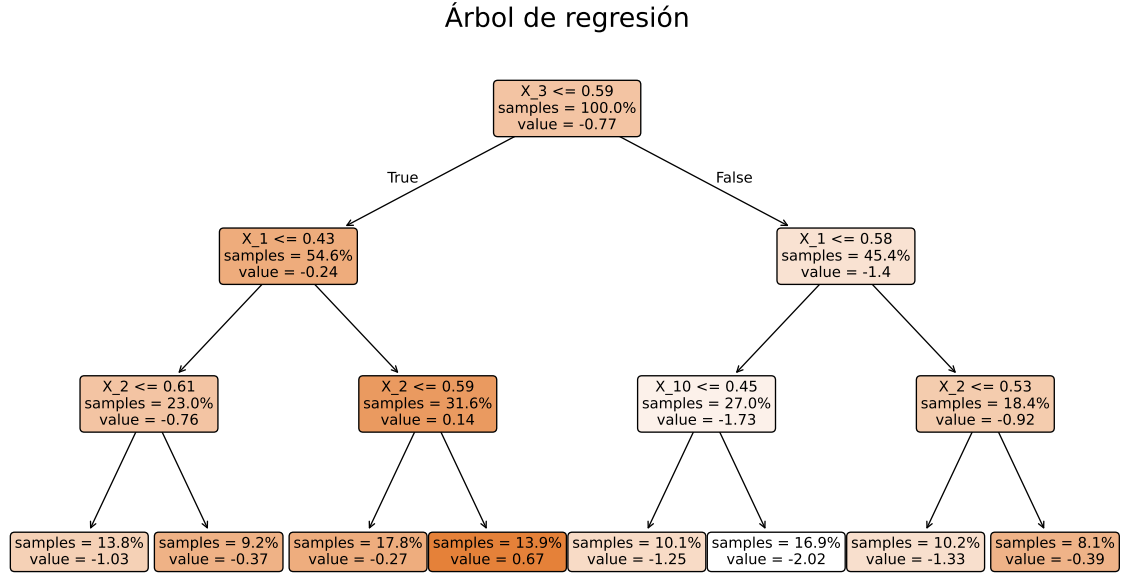 Árbol de regresión
X_3 <= 0.59
samples = 100.0%
value = -0.77
True
False
X_1 <= 0.43
samples = 54.6%
value = -0.24
X_1 <= 0.58
samples = 45.4%
value = -1.4
X_2 <= 0.61
samples = 23.0%
value = -0.76
X_2 <= 0.59
samples = 31.6%
value = 0.14
X_10 <= 0.45
samples = 27.0%
value = -1.73
X_2 <= 0.53
samples = 18.4%
value = -0.92
samples = 13.8%
value = -1.03
samples = 9.2%
value = -0.37
samples = 17.8%
value = -0.27
samples = 13.9%
value = 0.67
samples = 10.1%
value = -1.25
samples = 16.9%
value = -2.02
samples = 10.2%
value = -1.33
samples = 8.1%
value = -0.39